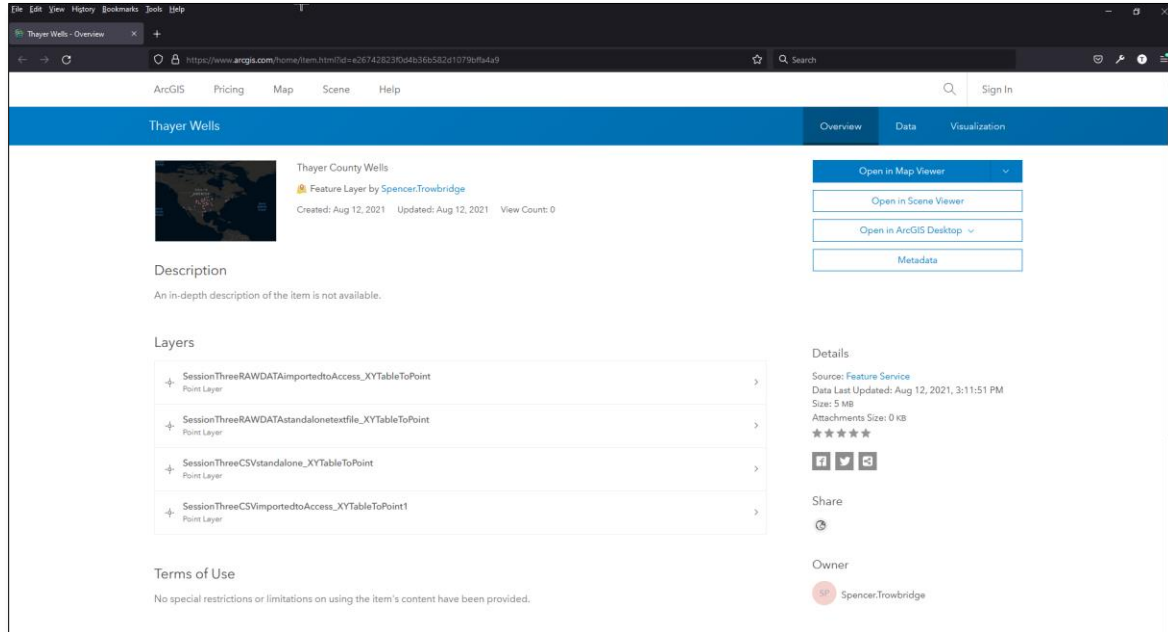 File Edit View History Bookmarks Tools Help
Thayer Wells - Overview
https://www.arcgis.com/home/item.html?id=e26742823f0d4b36b582d1079bffa4a9
Search
ArcGIS Pricing Map Scene Help
Sign In
Thayer Wells
Overview Data Visualization
Thayer County Wells
Feature Layer by Spencer.Trowbridge
Created: Aug 12, 2021 Updated: Aug 12, 2021 View Count: 0
Open in Map Viewer
Open in Scene Viewer
Open in ArcGIS Desktop
Metadata
Description
An in-depth description of the item is not available.
Layers
SessionThreeRAWDATAimportedtoAccess_XYTableToPoint
Point Layer
SessionThreeRAWDATAstandalonetextfile_XYTableToPoint
Point Layer
SessionThreeCSVstandalone_XYTableToPoint
Point Layer
SessionThreeCSVimportedtoAccess_XYTableToPoint1
Point Layer
Terms of Use
No special restrictions or limitations on using the item's content have been provided.
Details
Source: Feature Service
Data Last Updated: Aug 12, 2021, 3:11:51 PM
Size: 5 MB
Attachments Size: 0 KB
Share
Owner
SP Spencer.Trowbridge